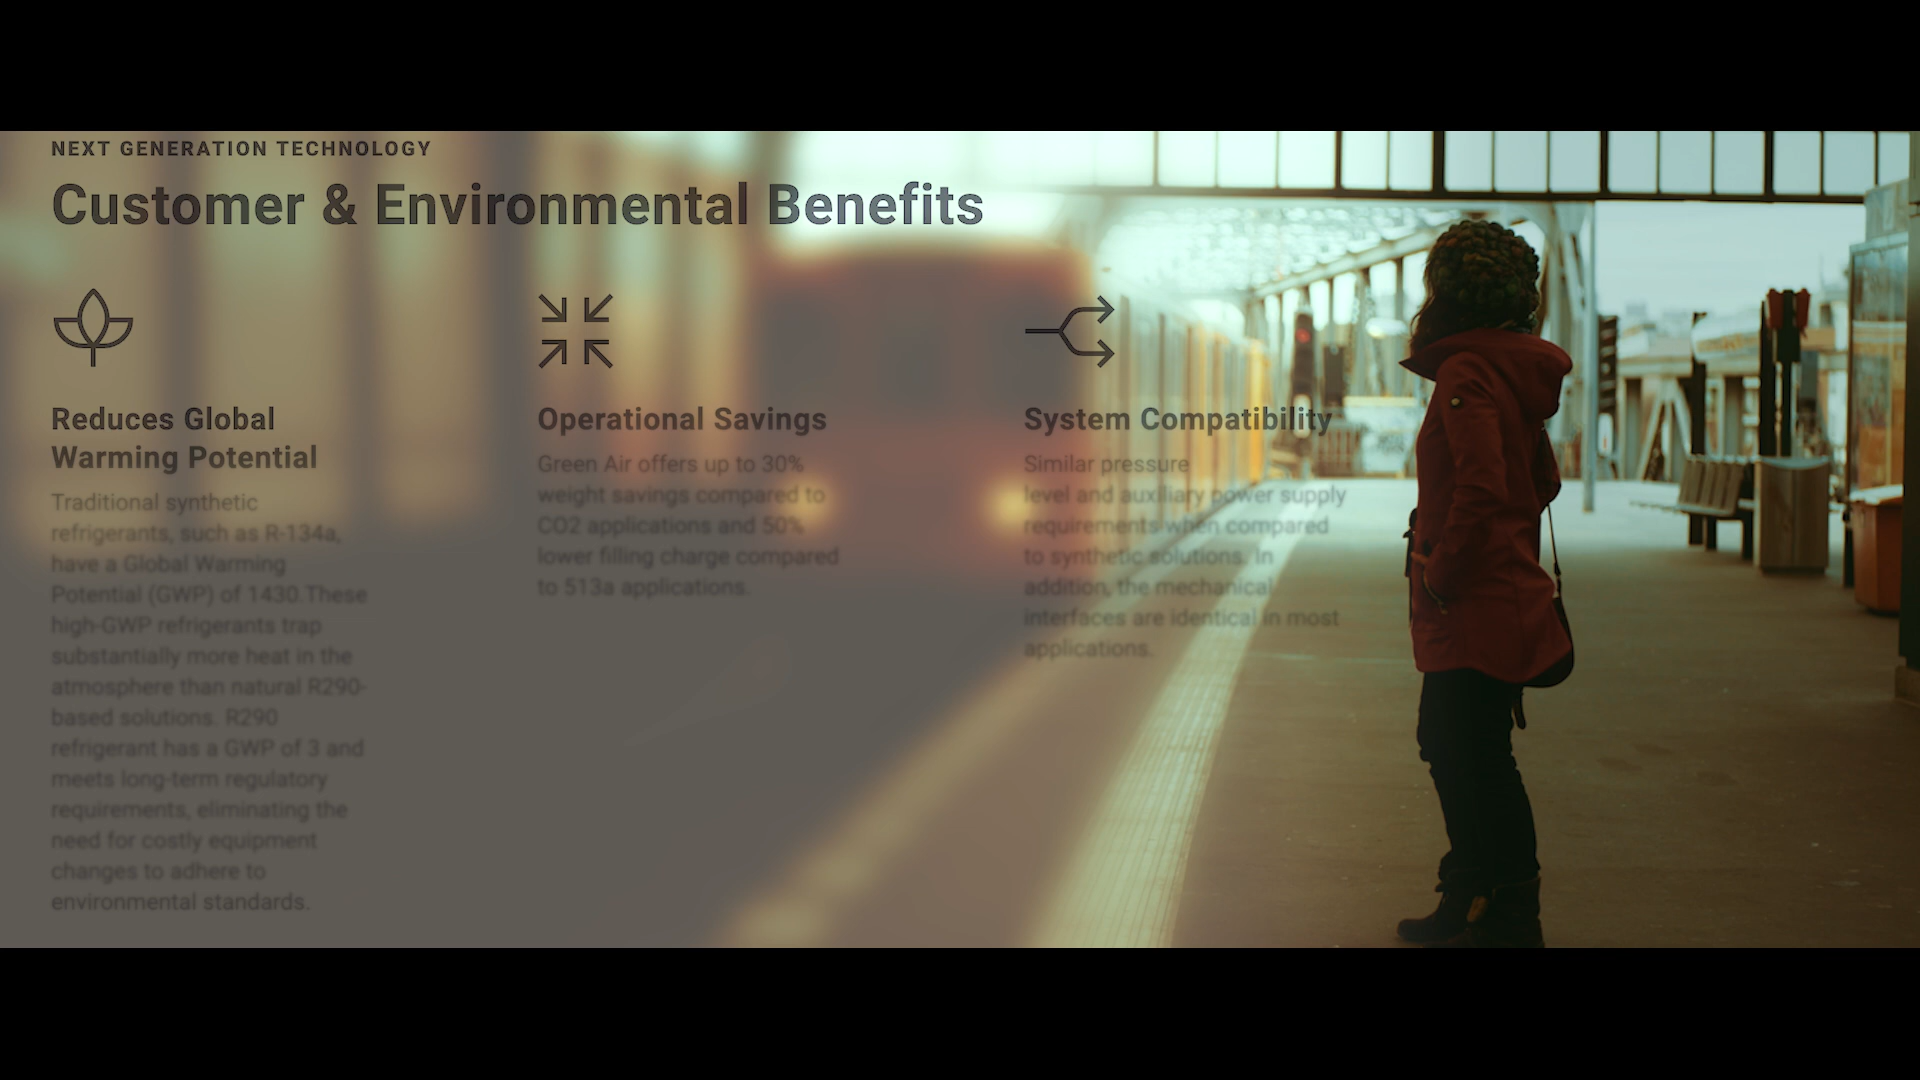 NEXT GENERATION TECHNOLOGY
Customer & Environmental Benefits
Reduces Global
Warming Potential
Traditional synthetic
refrigerants, such as R-134a,
have a Global Warming
Potential (GWP) of 1430.These
high-GWP refrigerants trap
substantially more heat in the
atmosphere than natural R290-
based solutions. R290
refrigerant has a GWP of 3 and
meets long-term regulatory
requirements, eliminating the
need for costly equipment
changes to adhere to
environmental standards.
Operational Savings
Green Air offers up to 30%
weight savings compared to
CO2 applications and 50%
lower filling charge compared
to 513a applications.
System Compatibility
Similar pressure
level and auxiliary power supply
requirements when compared
to synthetic solutions. In
addition, the mechanical
interfaces are identical in most
applications.